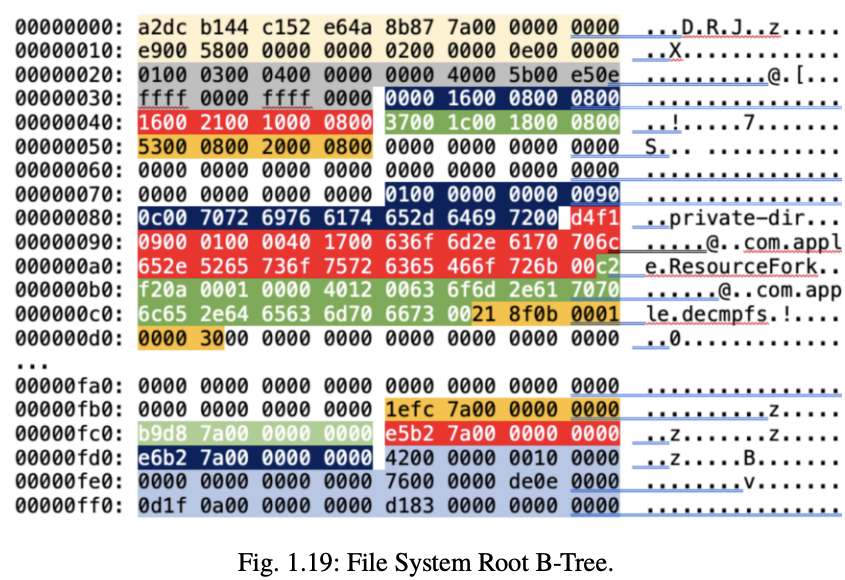 00000000: a2dc b144 c152 e64a 8b87 7a00 0000 0000 ...D.R.J..z.....
00000010: e900 5800 0000 0000 0200 0000 0e00 0000 ..X.............
00000020: 0100 0300 0400 0000 0000 4000 5b00 e50e ..........@.[...
00000030: ffff 0000 ffff 0000 0000 1600 0800 0800 ................
00000040: 1600 2100 1000 0800 3700 1c00 1800 0800 ..!.....7.......
00000050: 5300 0800 2000 0800 0000 0000 0000 0000 S... ...........
00000060: 0000 0000 0000 0000 0000 0000 0000 0000 ................
00000070: 0000 0000 0000 0000 0100 0000 0000 0090 ................
00000080: 0c00 7072 6976 6174 652d 6469 7200 d4f1 ..private-dir...
00000090: 0900 0100 0040 1700 636f 6d2e 6170 706c .....@..com.appl
000000a0: 652e 5265 736f 7572 6365 466f 726b 00c2 e.ResourceFork..
000000b0: f20a 0001 0000 4012 0063 6f6d 2e61 7070 ......@..com.app
000000c0: 6c65 2e64 6563 6d70 6673 0021 8f0b 0001 le.decmpfs.!....
000000d0: 0000 3000 0000 0000 0000 0000 0000 0000 ..0.............
...
00000fa0: 0000 0000 0000 0000 0000 0000 0000 0000 ................
00000fb0: 0000 0000 0000 0000 1efc 7a00 0000 0000 ..........z.....
00000fc0: b9d8 7a00 0000 0000 e5b2 7a00 0000 0000 ..z.......z.....
00000fd0: e6b2 7a00 0000 0000 4200 0000 0010 0000 ..z.....B.......
00000fe0: 0000 0000 0000 0000 7600 0000 de0e 0000 ........v.......
00000ff0: 0d1f 0a00 0000 0000 d183 0000 0000 0000 ................
Fig. 1.19: File System Root B-Tree.